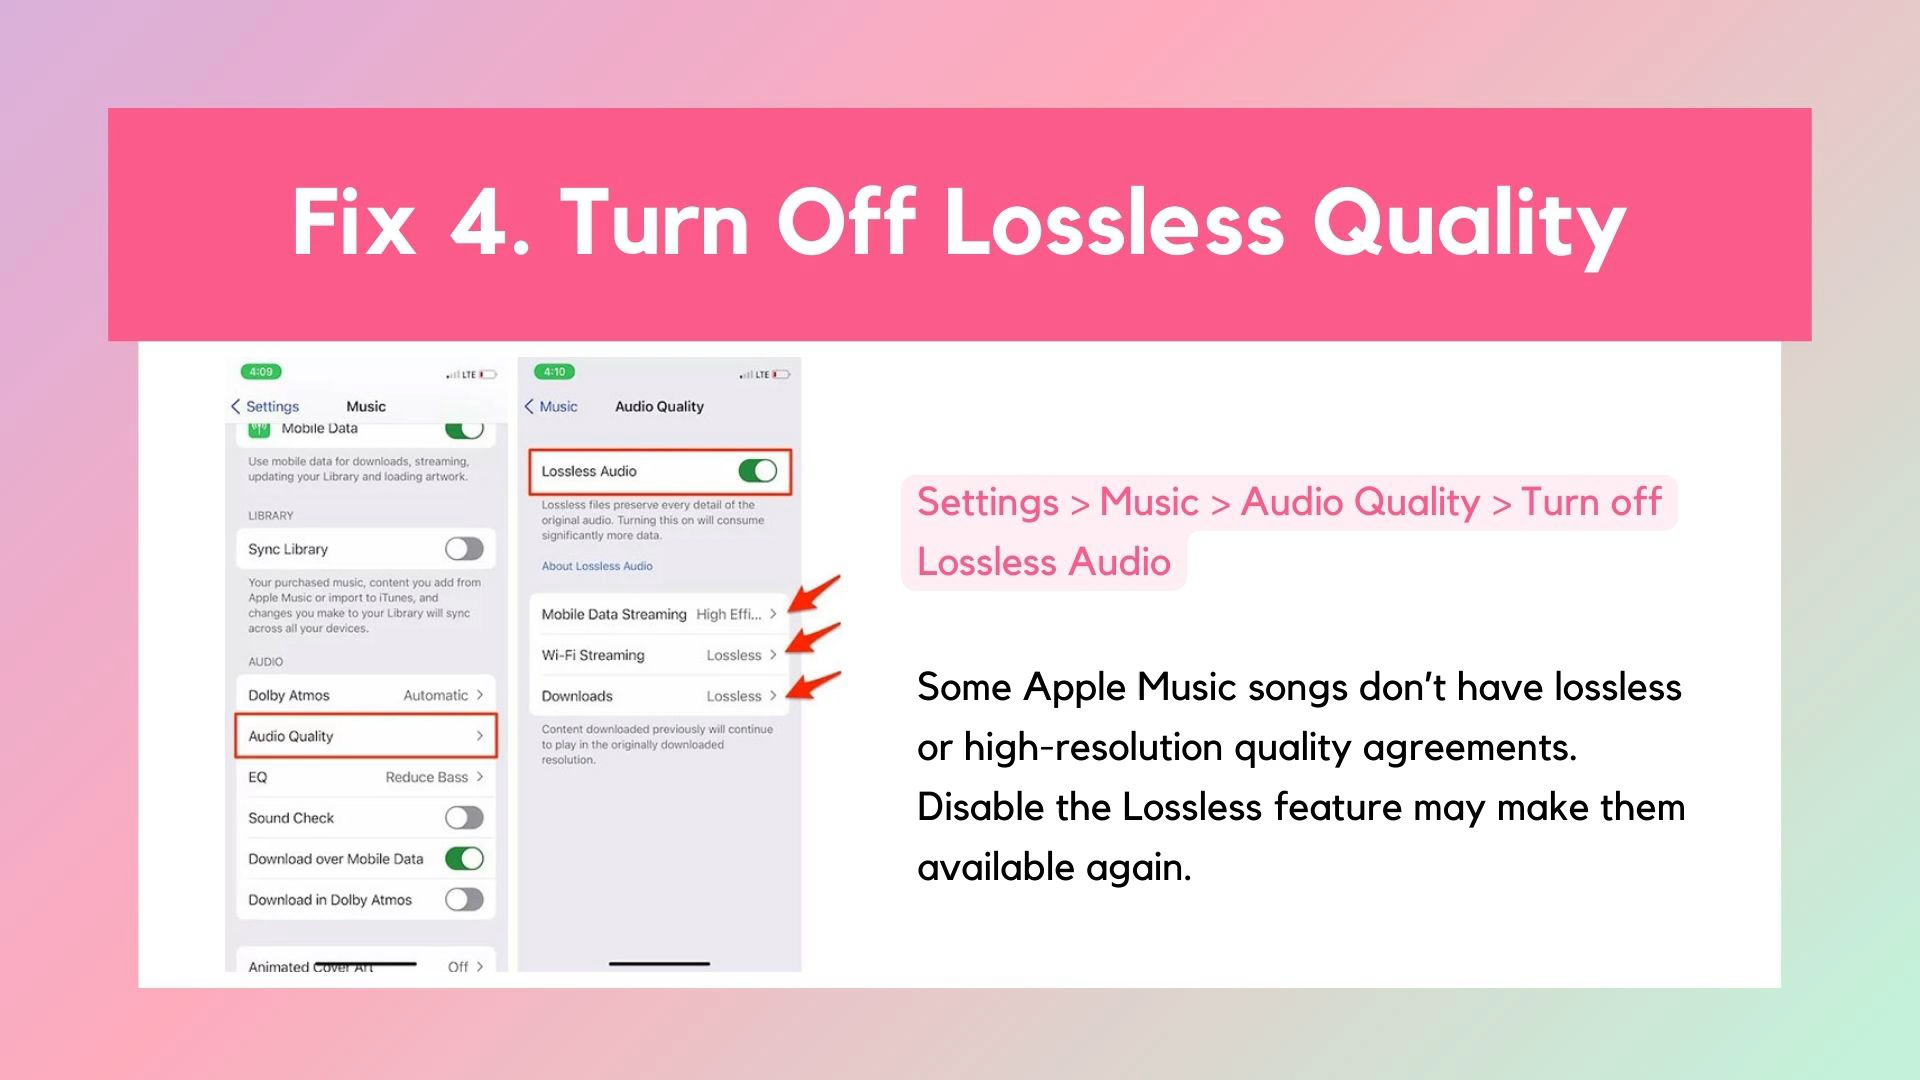 Fix 4. Turn Off Lossless Quality
4:09
LTE
Settings
Music
Mobile Data
Use mobile data for downloads, streaming,
updating your Library and loading artwork.
LIBRARY
Sync Library
Your purchased music, content you add from
Apple Music or import to iTunes, and
changes you make to your Library will sync
across all your devices.
AUDIO
Dolby Atmos Automatic >
Audio Quality >
EQ Reduce Bass >
Sound Check
Download over Mobile Data
Download in Dolby Atmos
Animated Cover Art Off >
4:10
LTE
Music
Audio Quality
Lossless Audio
Lossless files preserve every detail of the
original audio. Turning this on will consume
significantly more data.
About Lossless Audio
Mobile Data Streaming High Effi... >
Wi-Fi Streaming Lossless >
Downloads Lossless >
Content downloaded previously will continue
to play in the originally downloaded
resolution.
Settings > Music > Audio Quality > Turn off
Lossless Audio
Some Apple Music songs don't have lossless
or high-resolution quality agreements.
Disable the Lossless feature may make them
available again.